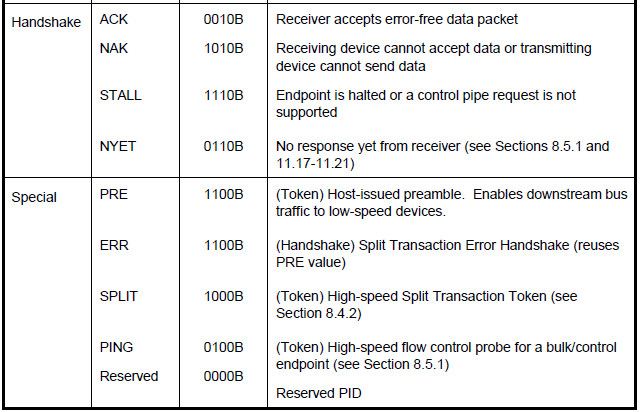 Handshake ACK 0010B Receiver accepts error-free data packet
NAK 1010B Receiving device cannot accept data or transmitting
device cannot send data
STALL 1110B Endpoint is halted or a control pipe request is not
supported
NYET 0110B No response yet from receiver (see Sections 8.5.1 and
11.17-11.21)
Special PRE 1100B (Token) Host-issued preamble. Enables downstream bus
traffic to low-speed devices.
ERR 1100B (Handshake) Split Transaction Error Handshake (reuses
PRE value)
SPLIT 1000B (Token) High-speed Split Transaction Token (see
Section 8.4.2)
PING 0100B (Token) High-speed flow control probe for a bulk/control
endpoint (see Section 8.5.1)
Reserved 0000B
Reserved PID